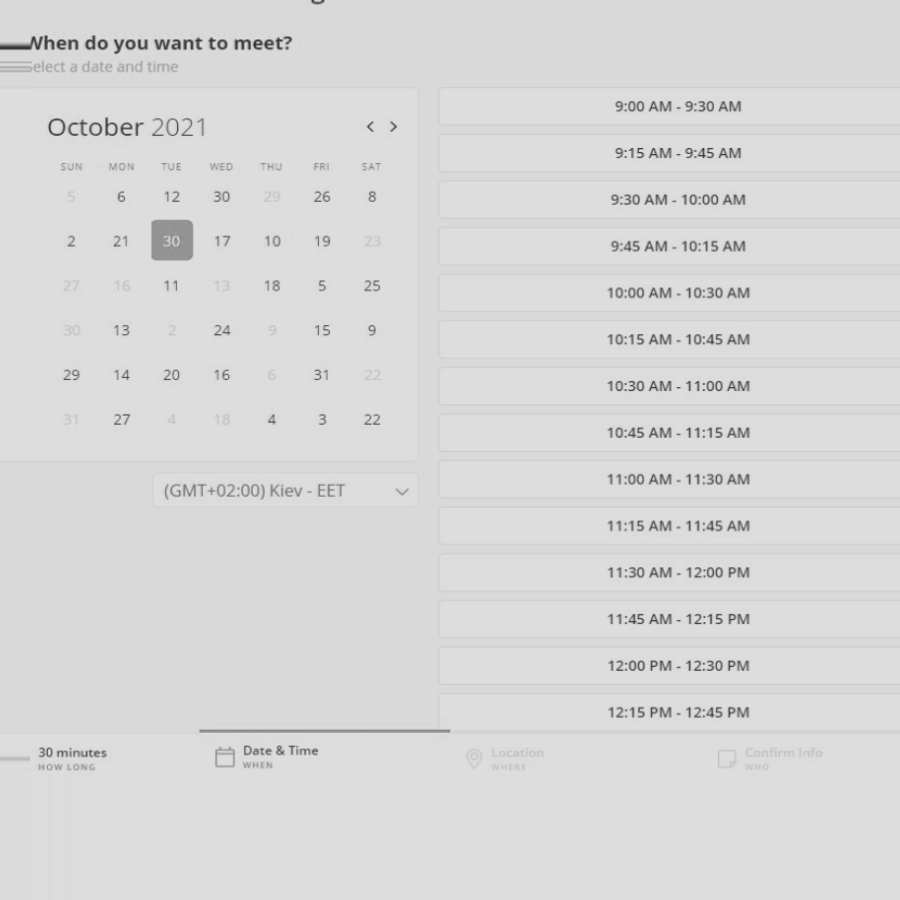 When do you want to meet?
elect a date and time
October 2021
SUN MON TUE WED THU FRI SAT
5 6 12 30 29 26 8
2 21 30 17 10 19 23
27 16 11 13 18 5 25
30 13 2 24 9 15 9
29 14 20 16 6 31 22
31 27 4 18 4 3 22
(GMT+02:00) Kiev - EET
9:00 AM - 9:30 AM
9:15 AM - 9:45 AM
9:30 AM - 10:00 AM
9:45 AM - 10:15 AM
10:00 AM - 10:30 AM
10:15 AM - 10:45 AM
10:30 AM - 11:00 AM
10:45 AM - 11:15 AM
11:00 AM - 11:30 AM
11:15 AM - 11:45 AM
11:30 AM - 12:00 PM
11:45 AM - 12:15 PM
12:00 PM - 12:30 PM
12:15 PM - 12:45 PM
30 minutes
HOW LONG
Date & Time
WHEN
Location
WHERE
Confirm Info
WHO